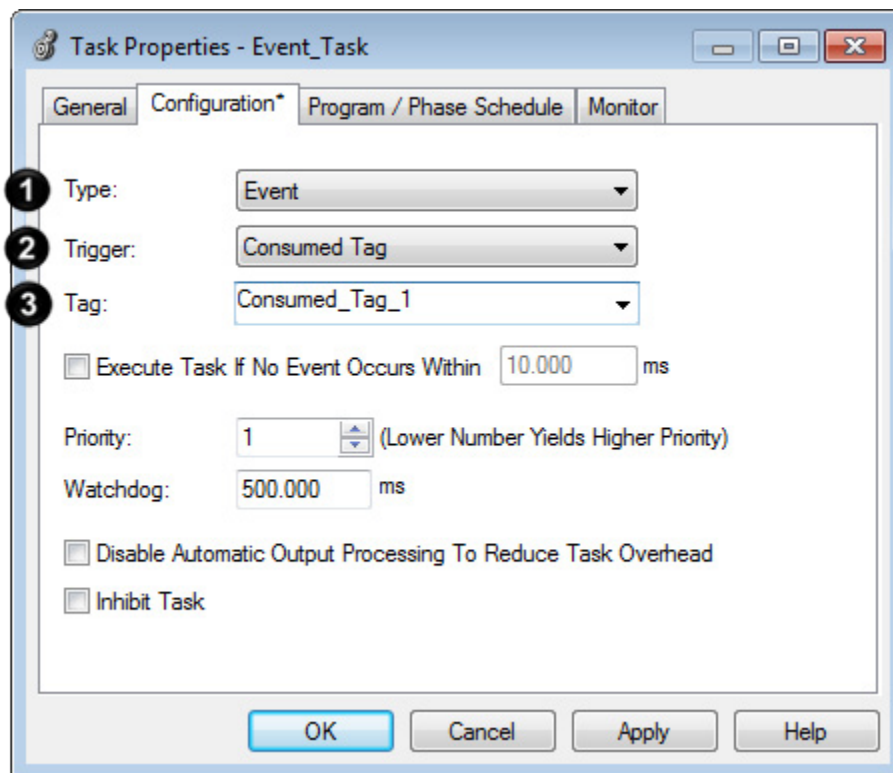 Task Properties - Event_Task
General Configuration* Program / Phase Schedule Monitor
1 Type: Event
2 Trigger: Consumed Tag
3 Tag: Consumed_Tag_1
Execute Task If No Event Occurs Within 10.000 ms
Priority: 1 (Lower Number Yields Higher Priority)
Watchdog: 500.000 ms
Disable Automatic Output Processing To Reduce Task Overhead
Inhibit Task
OK Cancel Apply Help